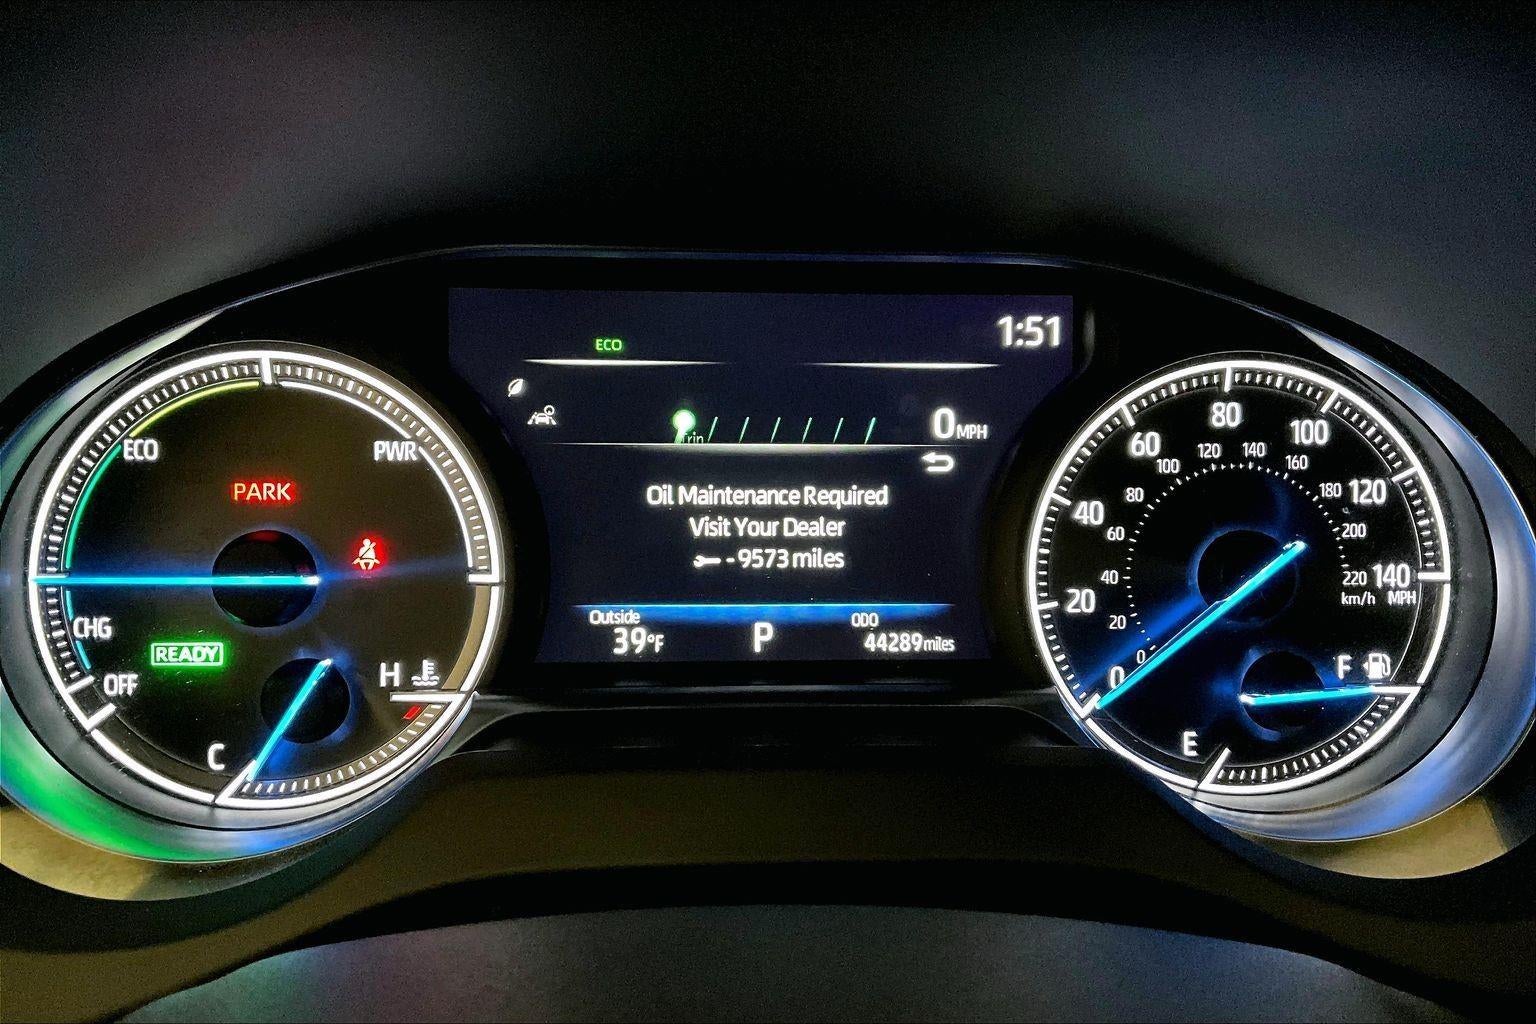 1:51
ECO
0 MPH
Oil Maintenance Required
Visit Your Dealer
- 9573 miles
Outside
39°F
P
ODO
44289 miles
ECO
PWR
PARK
CHG
READY
OFF
H
C
0
20
40
60
80
100
120
140
MPH
0
20
40
60
80
100
120
140
160
180
200
220
km/h
F
E